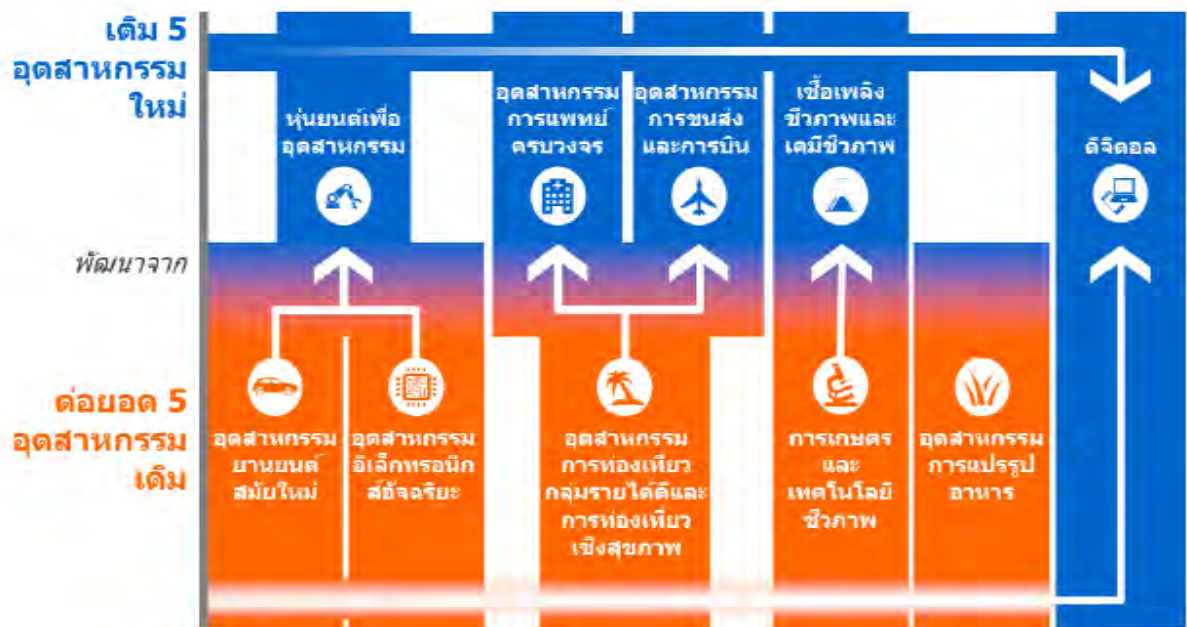 เติม 5
อุตสาหกรรม
ใหม่
หุ่นยนต์เพื่อ
อุตสาหกรรม
อุตสาหกรรม
การแพทย์
ครบวงจร
อุตสาหกรรม
การขนส่ง
และการบิน
เชื้อเพลิง
ชีวภาพและ
เคมีชีวภาพ
ดิจิตอล
พัฒนาจาก
ต่อยอด 5
อุตสาหกรรม
เดิม
อุตสาหกรรม
ยานยนต์
สมัยใหม่
อุตสาหกรรม
อิเล็กทรอนิก
ส์อัจฉริยะ
อุตสาหกรรม
การท่องเที่ยว
กลุ่มรายได้ดีและ
การท่องเที่ยว
เชิงสุขภาพ
การเกษตร
และ
เทคโนโลยี
ชีวภาพ
อุตสาหกรรม
การแปรรูป
อาหาร